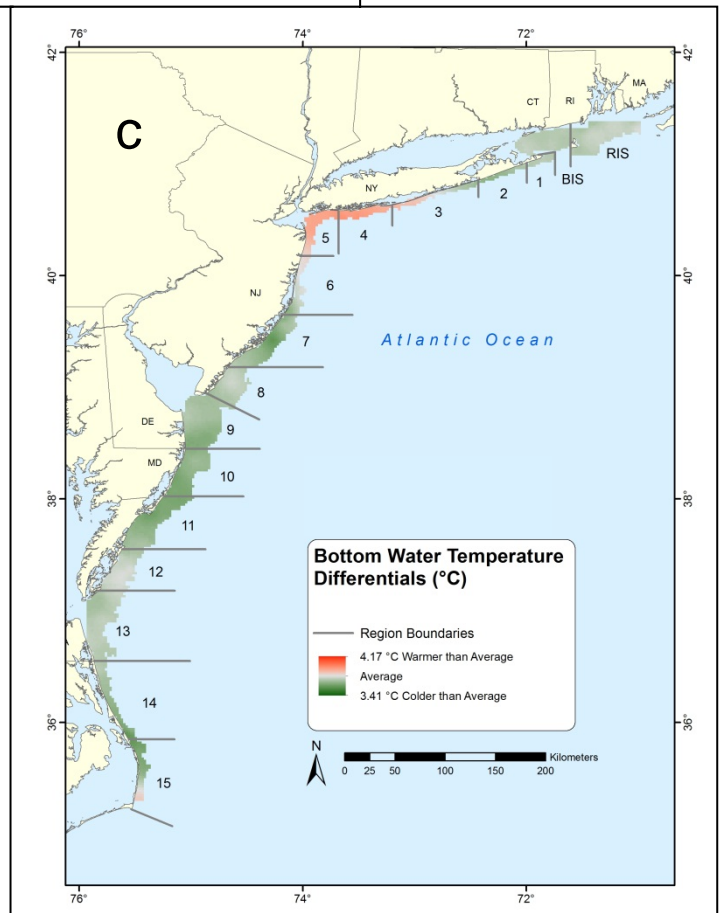 76°
74°
72°
42°
42°
C
MA
CT
RI
NY
RIS
BIS
1
2
3
4
5
40°
40°
6
NJ
7
Atlantic Ocean
8
DE
9
MD
10
38°
38°
11
12
Bottom Water Temperature
Differentials (°C)
13
Region Boundaries
4.17 °C Warmer than Average
Average
3.41 °C Colder than Average
14
36°
36°
N
Kilometers
0 25 50 100 150 200
15
76°
74°
72°